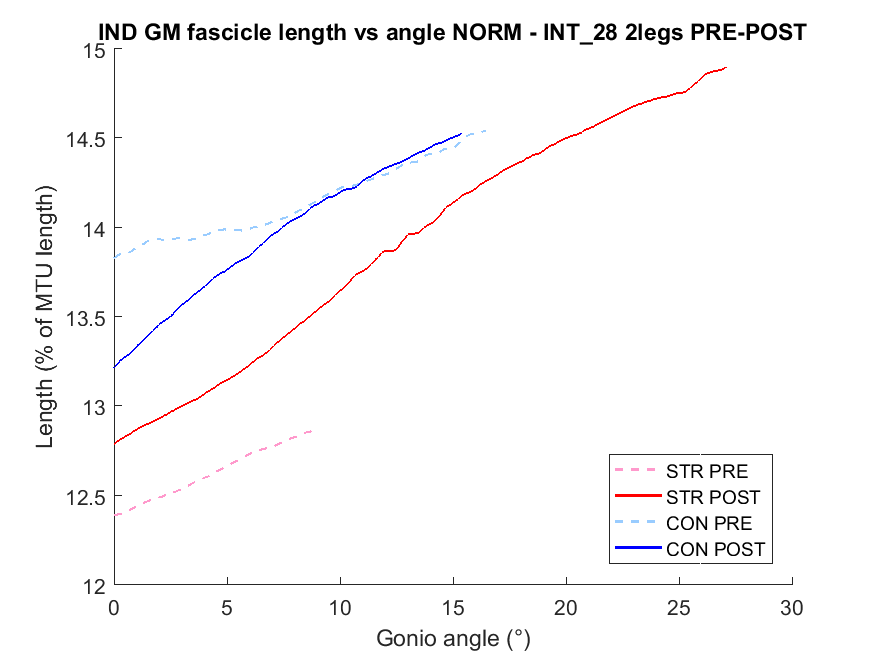 IND GM fascicle length vs angle NORM - INT_28 2legs PRE-POST
Length (% of MTU length)
15
14.5
14
13.5
13
12.5
12
0 5 10 15 20 25 30
Gonio angle (°)
STR PRE
STR POST
CON PRE
CON POST